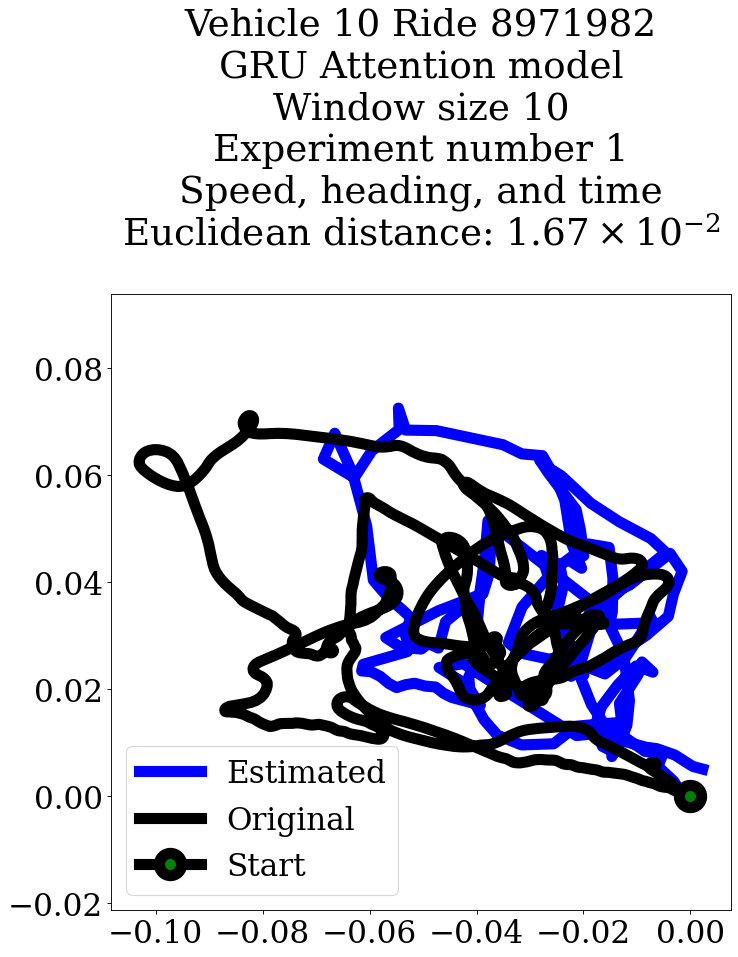 Vehicle 10 Ride 8971982
GRU Attention model
Window size 10
Experiment number 1
Speed, heading, and time
Euclidean distance: 1.67 × 10⁻²
0.08
0.06
0.04
0.02
0.00
−0.02
Estimated
Original
Start
−0.10 −0.08 −0.06 −0.04 −0.02 0.00